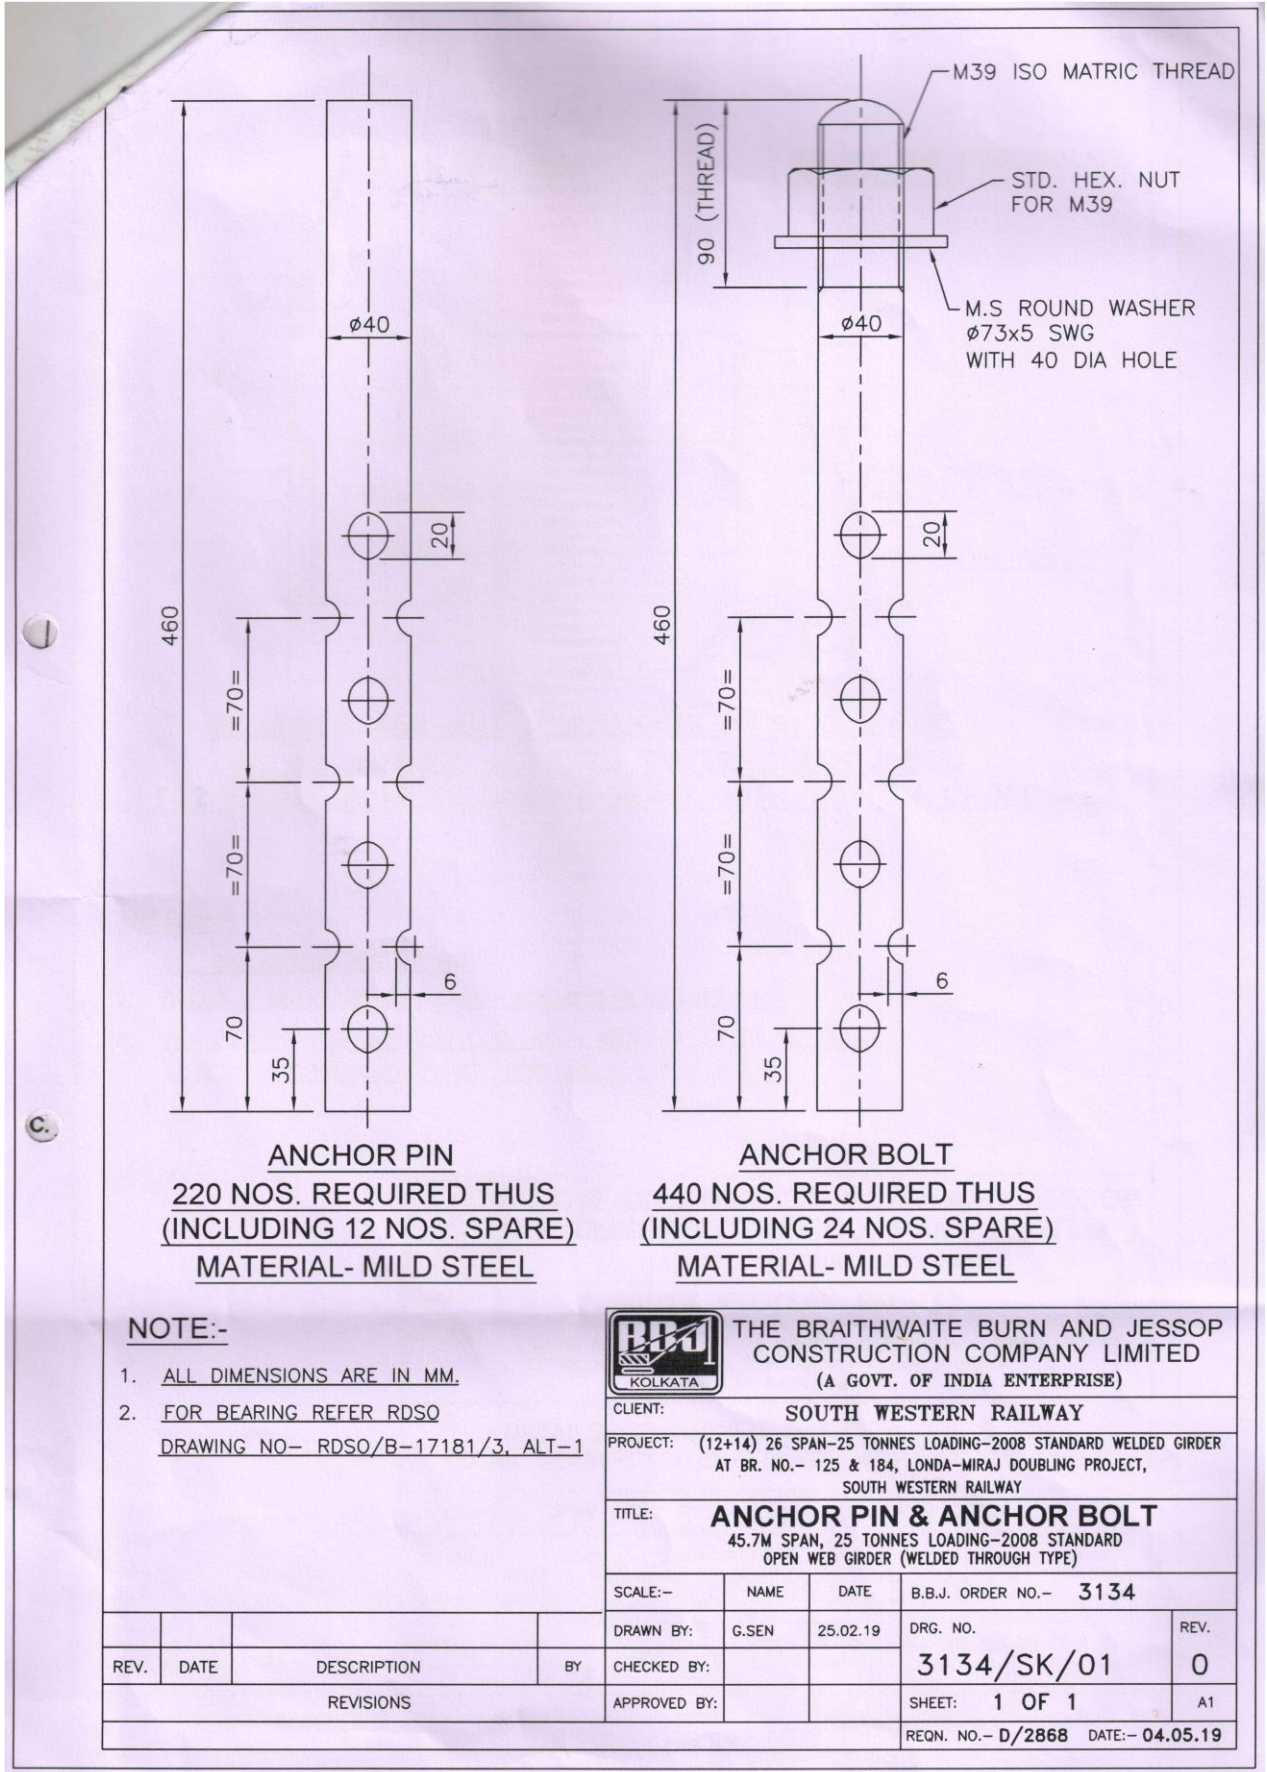 M39 ISO MATRIC THREAD
90 (THREAD)
STD. HEX. NUT
FOR M39
M.S ROUND WASHER
ø73x5 SWG
WITH 40 DIA HOLE
ø40
ø40
20
20
460
460
=70=
=70=
=70=
=70=
6
6
70
70
35
35
C.
ANCHOR PIN
220 NOS. REQUIRED THUS
(INCLUDING 12 NOS. SPARE)
MATERIAL- MILD STEEL
ANCHOR BOLT
440 NOS. REQUIRED THUS
(INCLUDING 24 NOS. SPARE)
MATERIAL- MILD STEEL
NOTE:-
1. ALL DIMENSIONS ARE IN MM.
2. FOR BEARING REFER RDSO
DRAWING NO- RDSO/B-17181/3, ALT-1
BBJ
KOLKATA
THE BRAITHWAITE BURN AND JESSOP
CONSTRUCTION COMPANY LIMITED
(A GOVT. OF INDIA ENTERPRISE)
CLIENT: SOUTH WESTERN RAILWAY
PROJECT: (12+14) 26 SPAN-25 TONNES LOADING-2008 STANDARD WELDED GIRDER
AT BR. NO.- 125 & 184, LONDA-MIRAJ DOUBLING PROJECT,
SOUTH WESTERN RAILWAY
TITLE: ANCHOR PIN & ANCHOR BOLT
45.7M SPAN, 25 TONNES LOADING-2008 STANDARD
OPEN WEB GIRDER (WELDED THROUGH TYPE)
SCALE:- NAME DATE B.B.J. ORDER NO.- 3134
DRAWN BY: G.SEN 25.02.19 DRG. NO. REV.
REV. DATE DESCRIPTION BY CHECKED BY: 3134/SK/01 0
REVISIONS APPROVED BY: SHEET: 1 OF 1 A1
REQN. NO.- D/2868 DATE:- 04.05.19